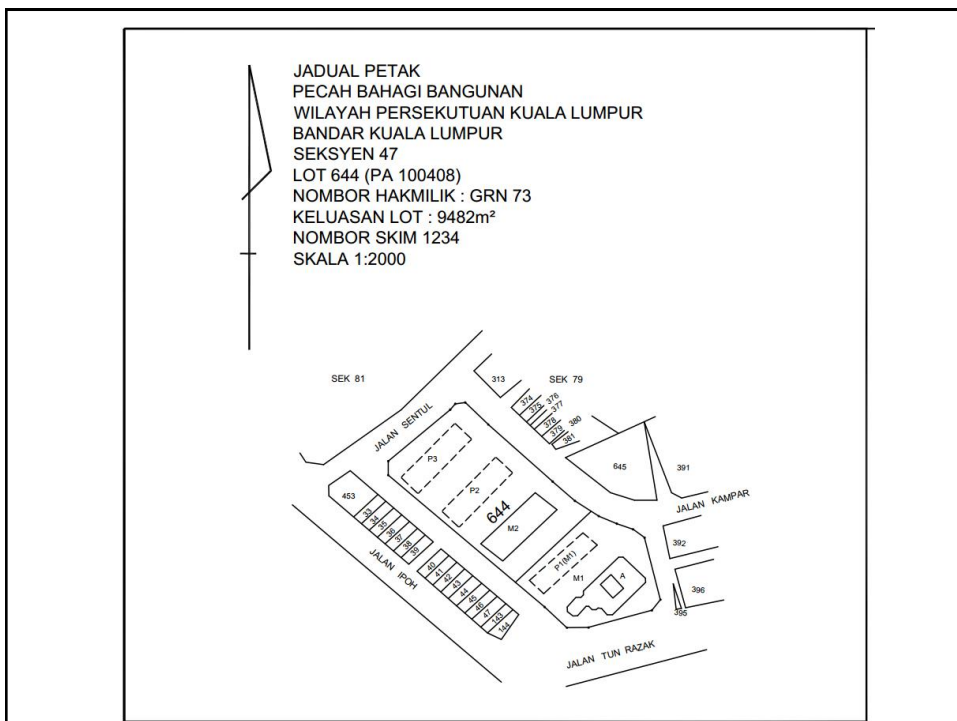 JADUAL PETAK
PECAH BAHAGI BANGUNAN
WILAYAH PERSEKUTUAN KUALA LUMPUR
BANDAR KUALA LUMPUR
SEKSYEN 47
LOT 644 (PA 100408)
NOMBOR HAKMILIK : GRN 73
KELUASAN LOT : 9482m²
NOMBOR SKIM 1234
SKALA 1:2000
SEK 81
313
SEK 79
374
375
376
377
378
379
380
381
JALAN SENTUL
P3
P2
644
M2
645
391
JALAN KAMPAR
453
33
34
35
36
37
38
39
40
41
42
43
44
45
46
47
143
144
JALAN IPOH
P1(M1)
M1
A
392
396
395
JALAN TUN RAZAK